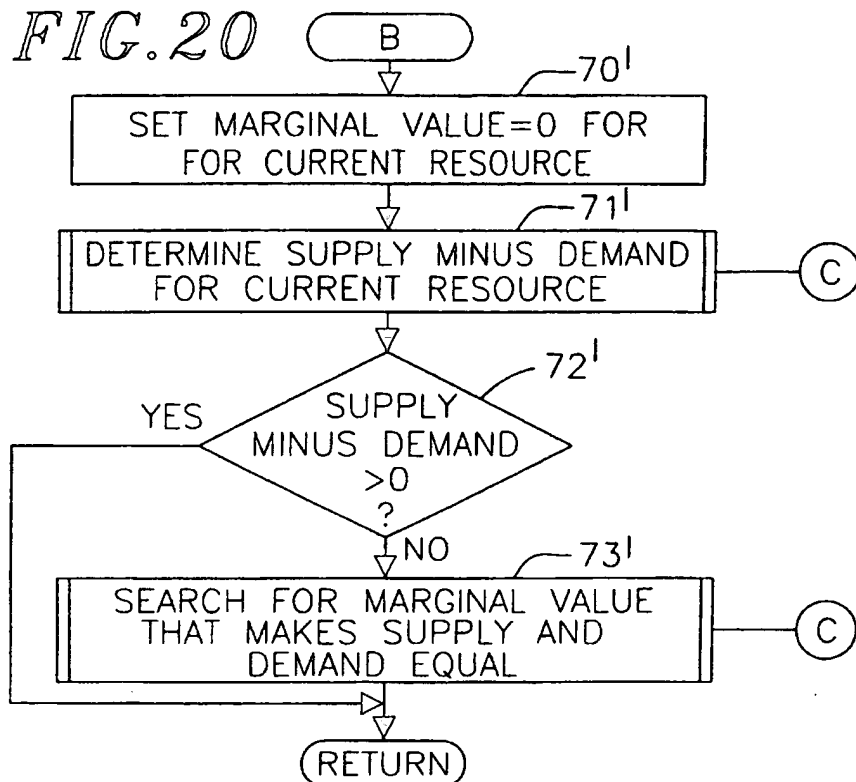 FIG.20
B
70'
SET MARGINAL VALUE=0 FOR
FOR CURRENT RESOURCE
71'
DETERMINE SUPPLY MINUS DEMAND
FOR CURRENT RESOURCE
C
72'
YES
SUPPLY
MINUS DEMAND
>0
?
NO
73'
SEARCH FOR MARGINAL VALUE
THAT MAKES SUPPLY AND
DEMAND EQUAL
C
RETURN